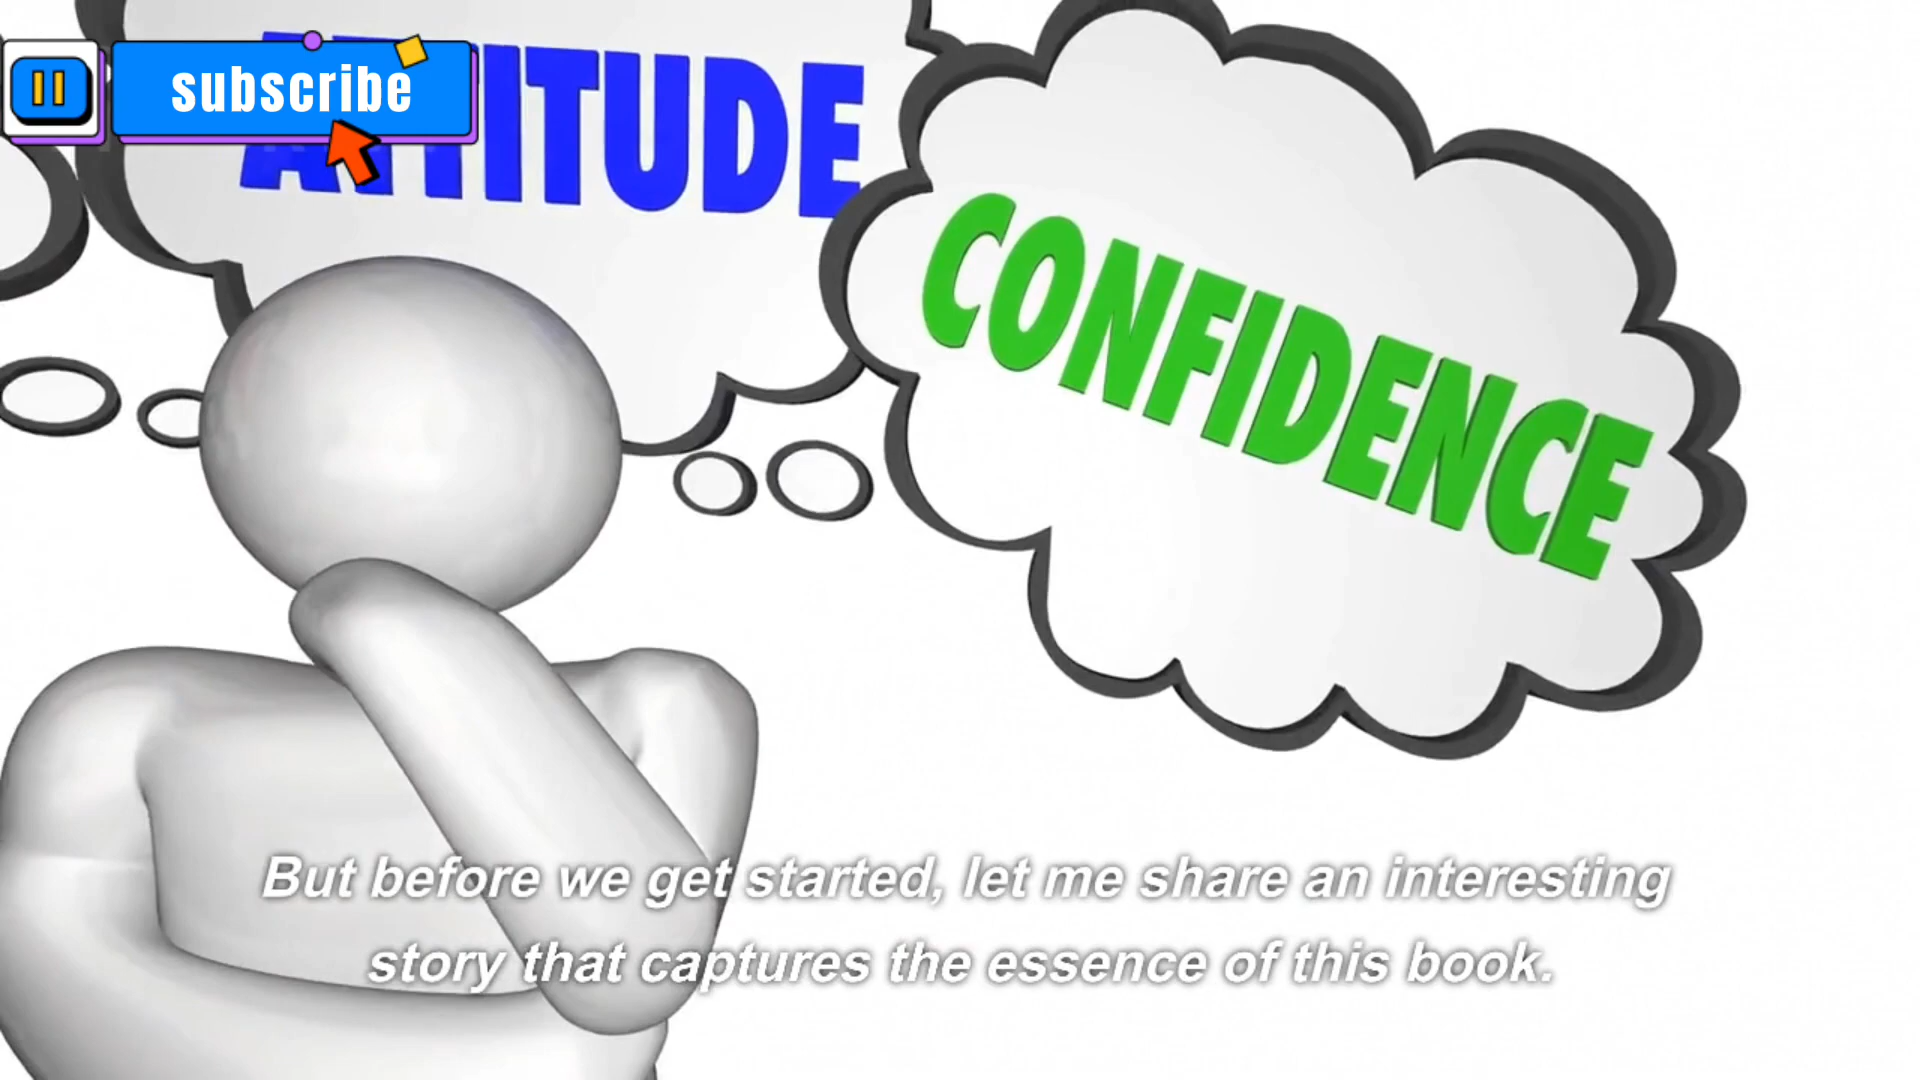 subscribe
ATTITUDE
CONFIDENCE
But before we get started, let me share an interesting
story that captures the essence of this book.